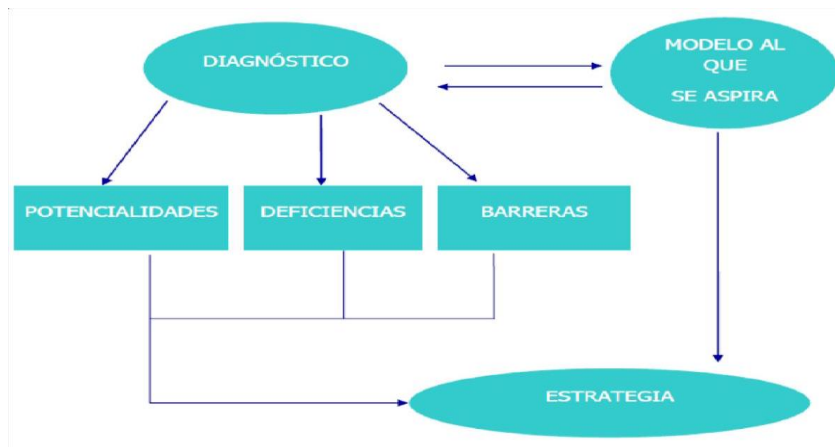 DIAGNÓSTICO
MODELO AL
QUE
SE ASPIRA
POTENCIALIDADES
DEFICIENCIAS
BARRERAS
ESTRATEGIA